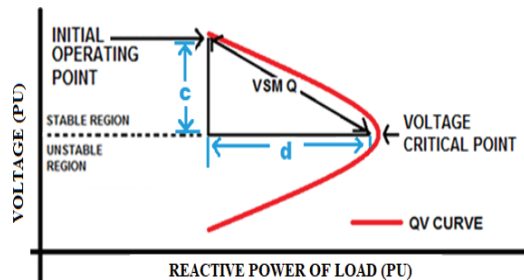 INITIAL
OPERATING
POINT
c
VSM Q
VOLTAGE (PU)
STABLE REGION
UNSTABLE
REGION
d
VOLTAGE
CRITICAL POINT
QV CURVE
REACTIVE POWER OF LOAD (PU)